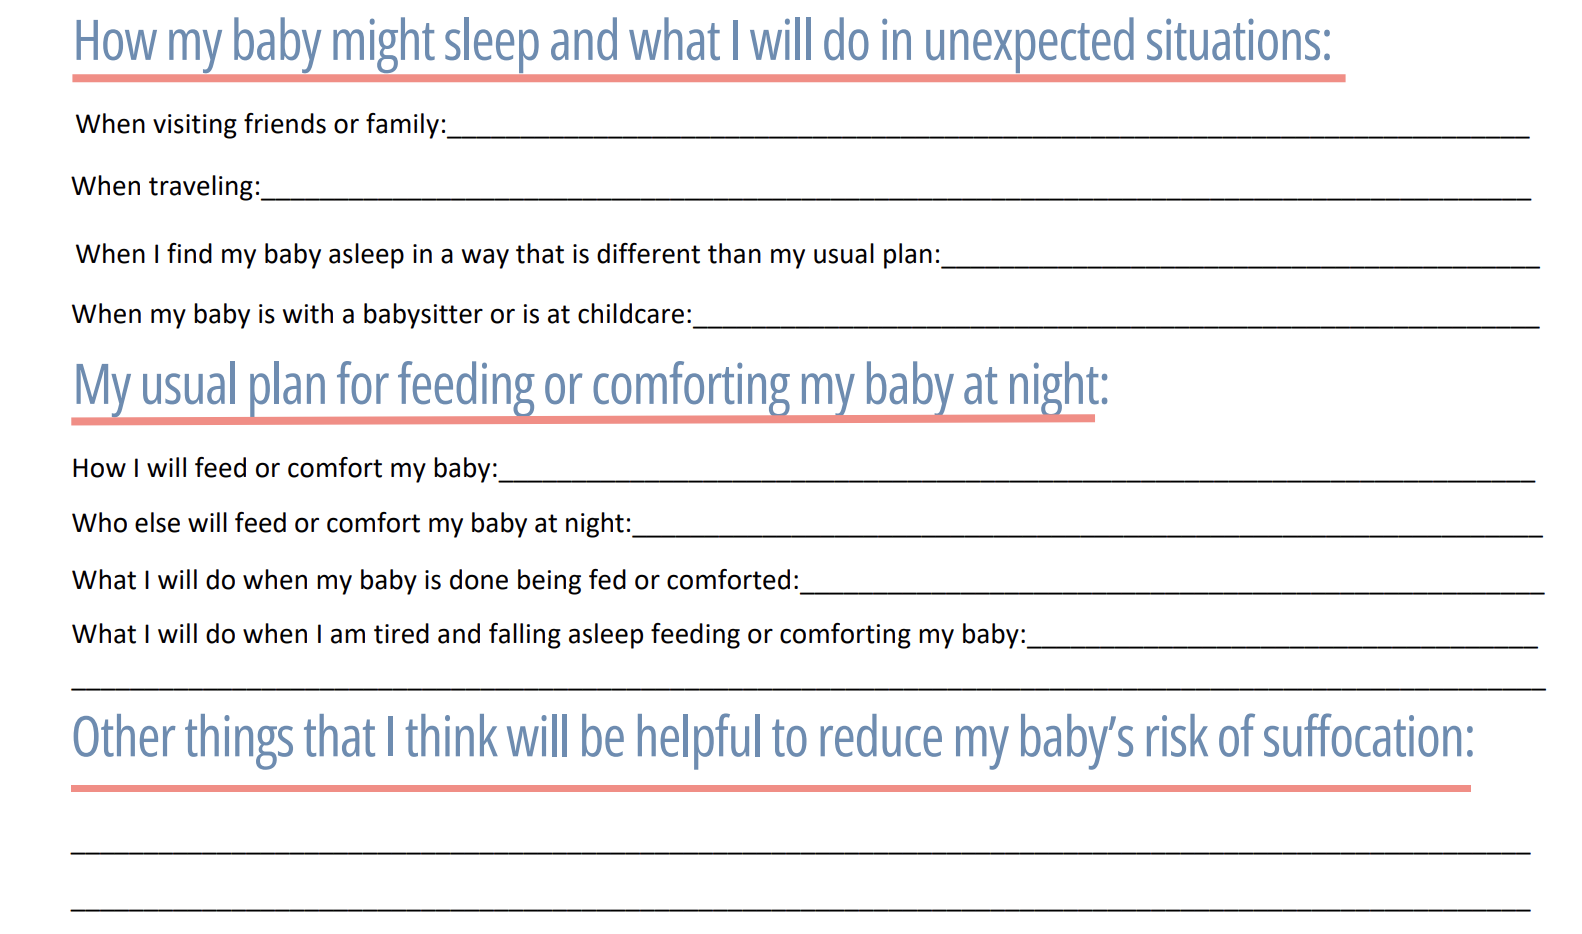 How my baby might sleep and what I will do in unexpected situations:
When visiting friends or family:
When traveling:
When I find my baby asleep in a way that is different than my usual plan:
When my baby is with a babysitter or is at childcare:
My usual plan for feeding or comforting my baby at night:
How I will feed or comfort my baby:
Who else will feed or comfort my baby at night:
What I will do when my baby is done being fed or comforted:
What I will do when I am tired and falling asleep feeding or comforting my baby:
Other things that I think will be helpful to reduce my baby’s risk of suffocation: